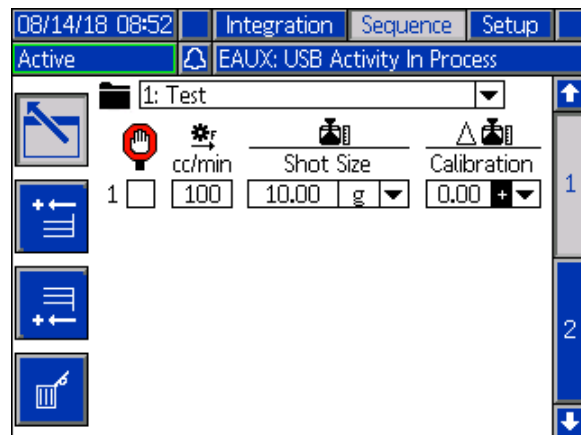 08/14/18 08:52 Integration Sequence Setup
Active EAUX: USB Activity In Process
1: Test
F
cc/min Shot Size Calibration
1 100 10.00 g 0.00 +
1
2